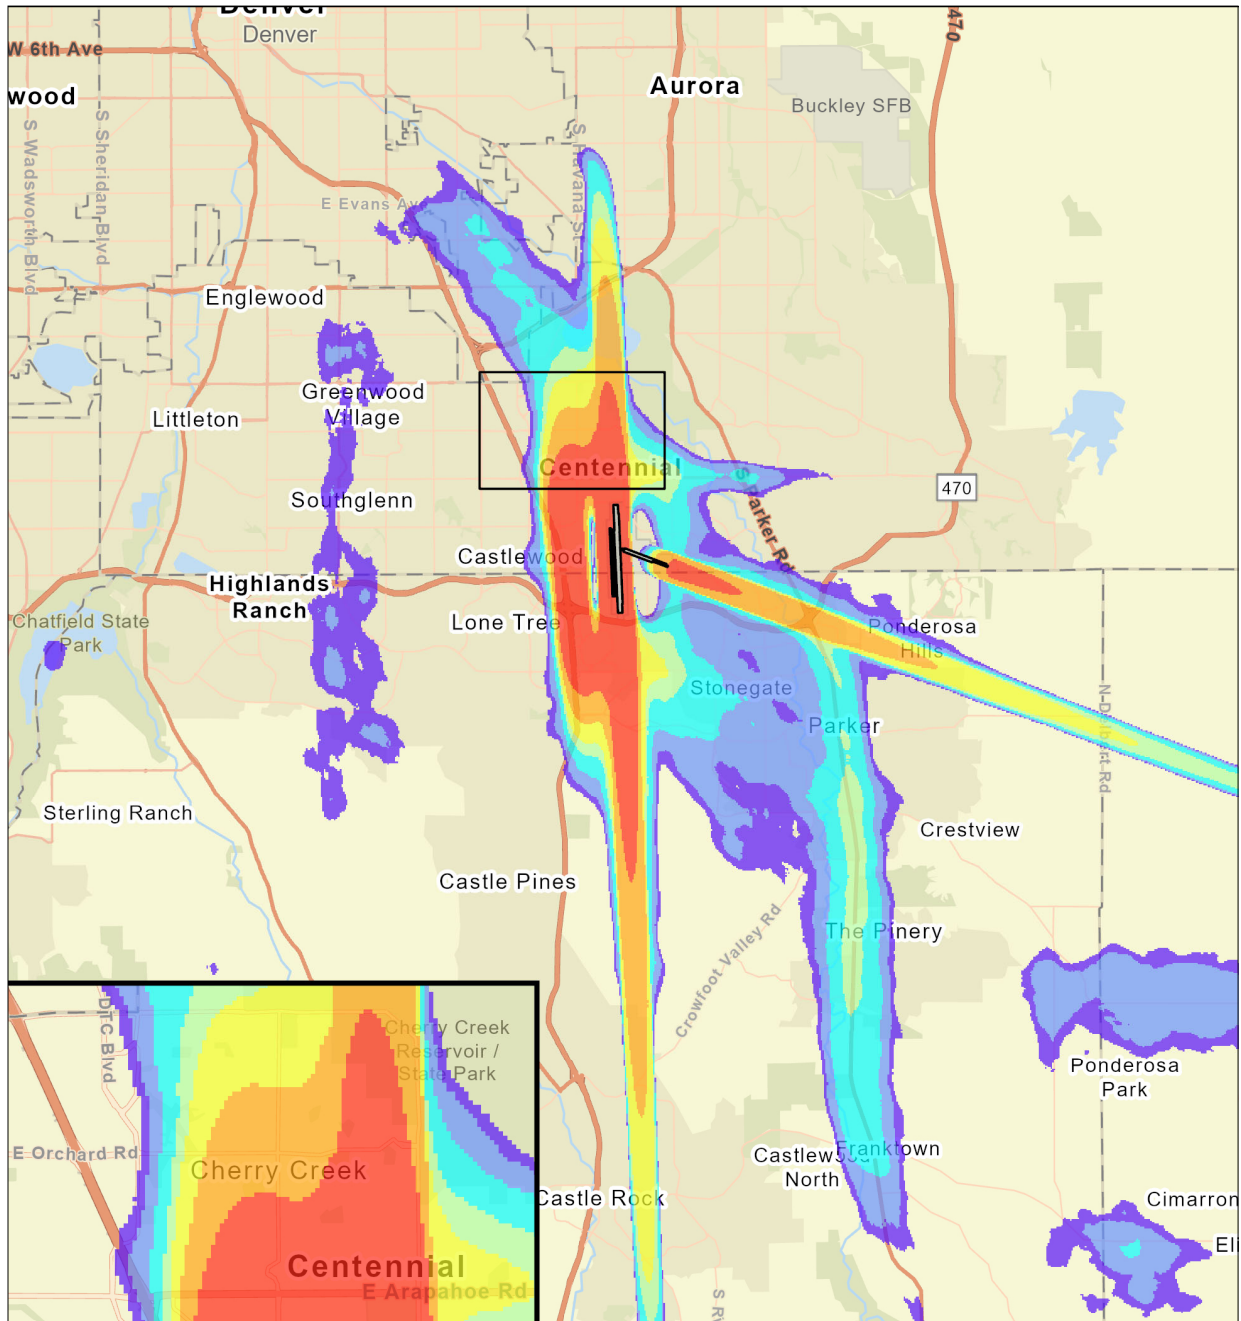 Denver
Denver
W 6th Ave
wood
Aurora
470
Buckley SFB
S Wadsworth Blvd
S Sheridan Blvd
S Havana St
E Evans Av
Englewood
Greenwood
Village
Littleton
Centennial
S Parker Rd
470
Southglenn
Castlewood
Highlands
Ranch
Lone Tree
Chatfield State
Park
Ponderosa
Hills
Stonegate
Parker
N Delbert Rd
Sterling Ranch
Crestview
Castle Pines
The Pinery
Crowfoot Valley Rd
DTC Blvd
Cherry Creek
Reservoir /
State Park
Ponderosa
Park
E Orchard Rd
Cherry Creek
Franktown
North
Castle Rock
Cimarron
Eli
Centennial
E Arapahoe Rd